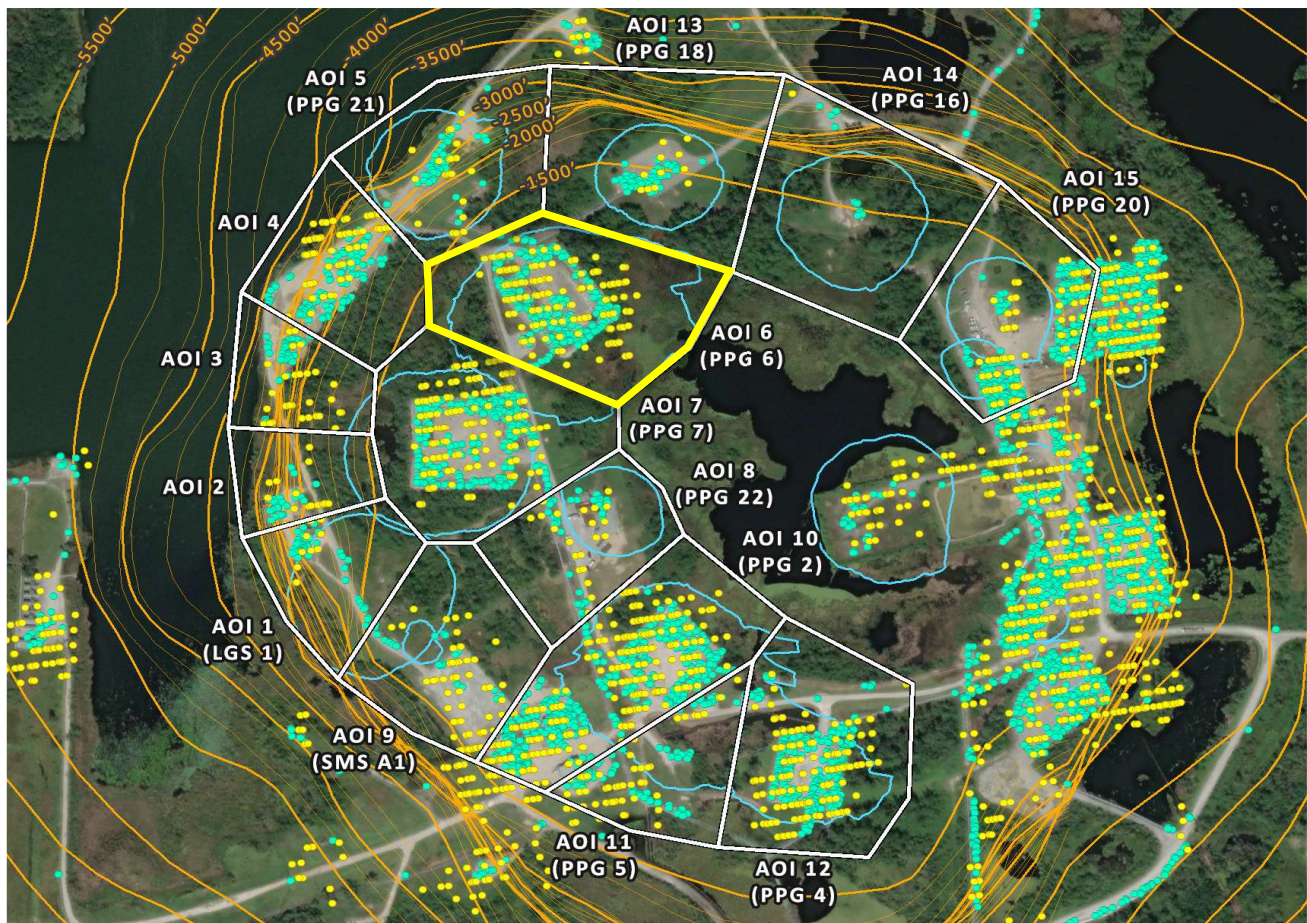 -5500'
-5000'
-4500'
-4000'
-3500'
-3000'
-2500'
-2000'
-1500'
AOI 13
(PPG 18)
AOI 14
(PPG 16)
AOI 5
(PPG 21)
AOI 15
(PPG 20)
AOI 4
AOI 3
AOI 6
(PPG 6)
AOI 7
(PPG 7)
AOI 2
AOI 8
(PPG 22)
AOI 10
(PPG 2)
AOI 1
(LGS 1)
AOI 9
(SMS A1)
AOI 11
(PPG 5)
AOI 12
(PPG 4)